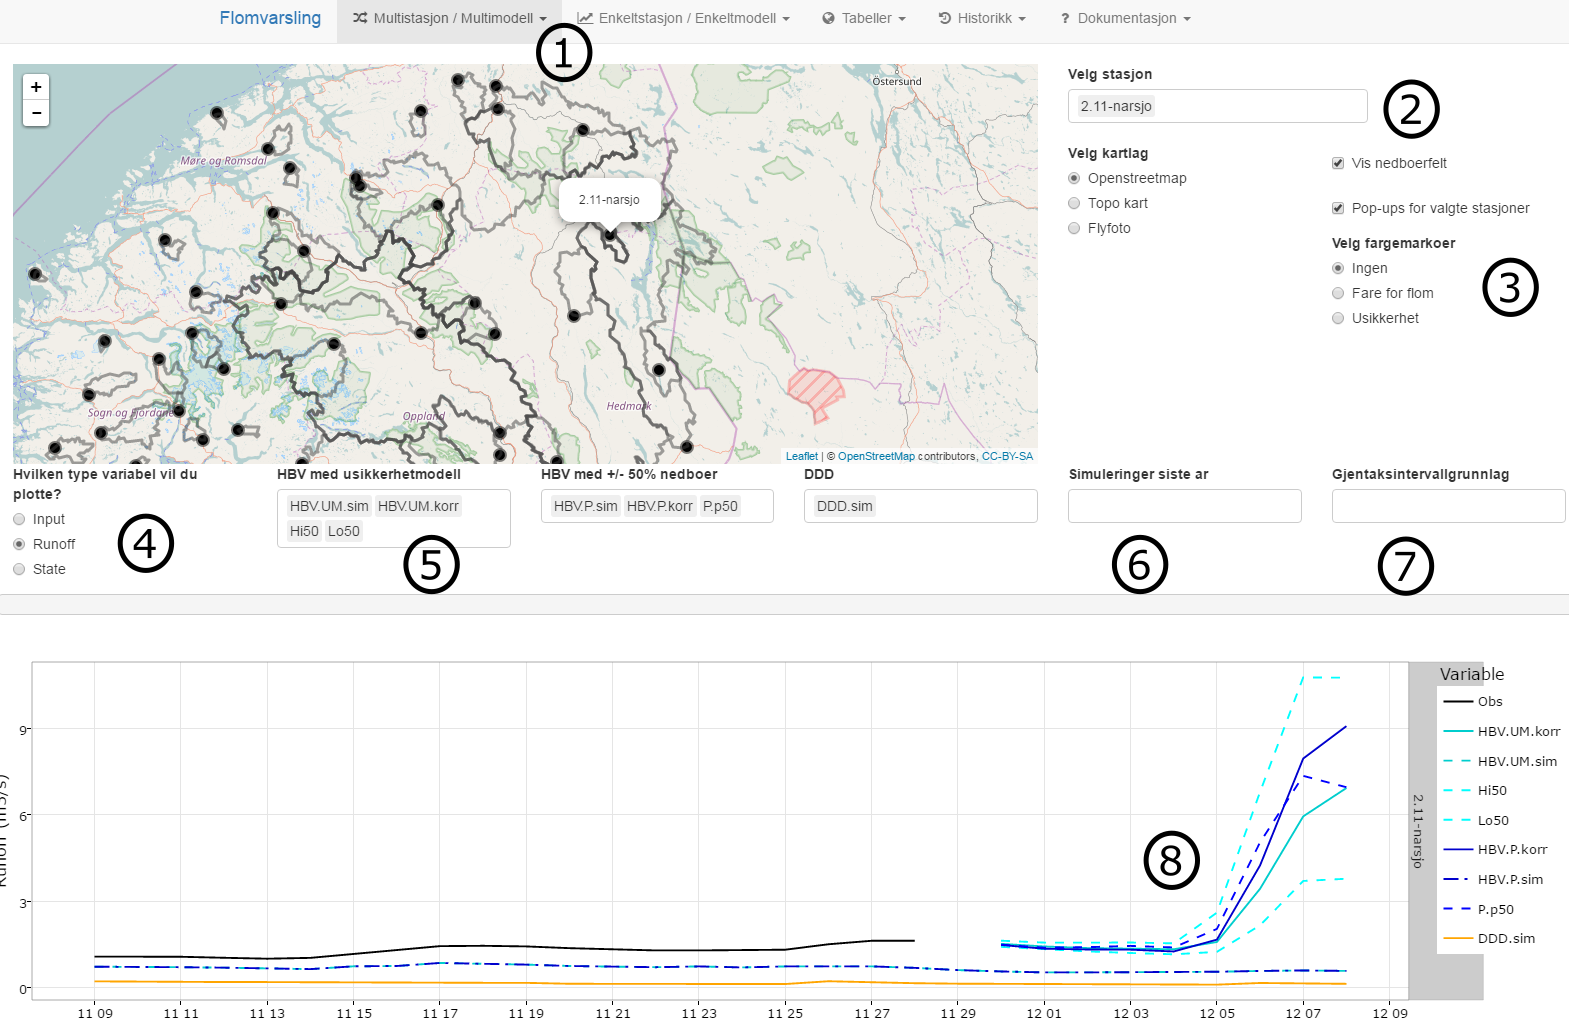 Flomvarsling
Multistasjon / Multimodell
Enkeltstasjon / Enkeltmodell
Tabeller
Historikk
? Dokumentasjon
1
+
−
Östersund
Møre og Romsdal
2.11-narsjo
Sogn og Fjordane
Oppland
Hedmark
Leaflet | © OpenStreetMap contributors, CC-BY-SA
Velg stasjon
2.11-narsjo
2
Velg kartlag
Openstreetmap
Topo kart
Flyfoto
Vis nedboerfelt
Pop-ups for valgte stasjoner
Velg fargemarkoer
Ingen
Fare for flom
Usikkerhet
3
Hvilken type variabel vil du
plotte?
Input
Runoff
State
4
HBV med usikkerhetmodell
HBV.UM.sim HBV.UM.korr
Hi50 Lo50
5
HBV med +/- 50% nedboer
HBV.P.sim HBV.P.korr P.p50
DDD
DDD.sim
Simuleringer siste ar
6
Gjentaksintervallgrunnlag
7
Runoff (m3/s)
9
6
3
0
8
11 09 11 11 11 13 11 15 11 17 11 19 11 21 11 23 11 25 11 27 11 29 12 01 12 03 12 05 12 07 12 09
2.11-narsjo
Variable
Obs
HBV.UM.korr
HBV.UM.sim
Hi50
Lo50
HBV.P.korr
HBV.P.sim
P.p50
DDD.sim